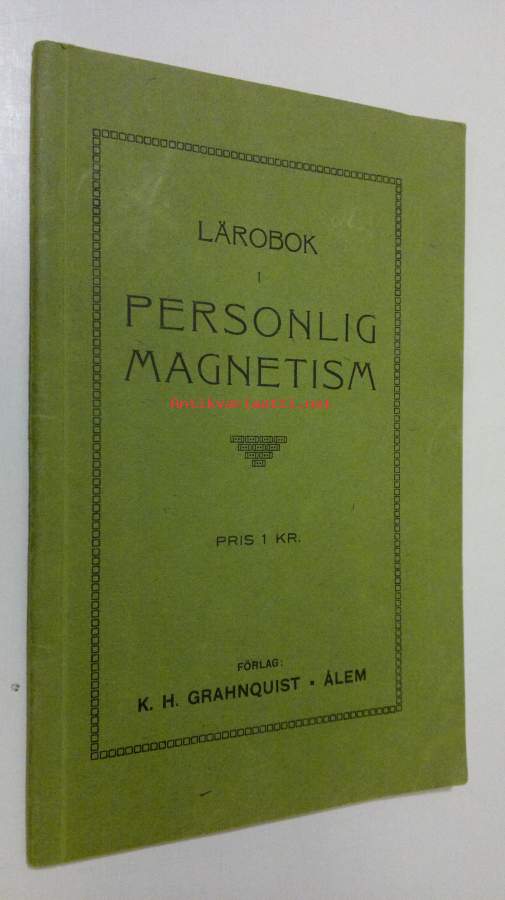 LÄROBOK
I
PERSONLIG
MAGNETISM
Antikvariaatti.net
PRIS 1 KR.
FÖRLAG:
K. H. GRAHNQUIST • ÅLEM